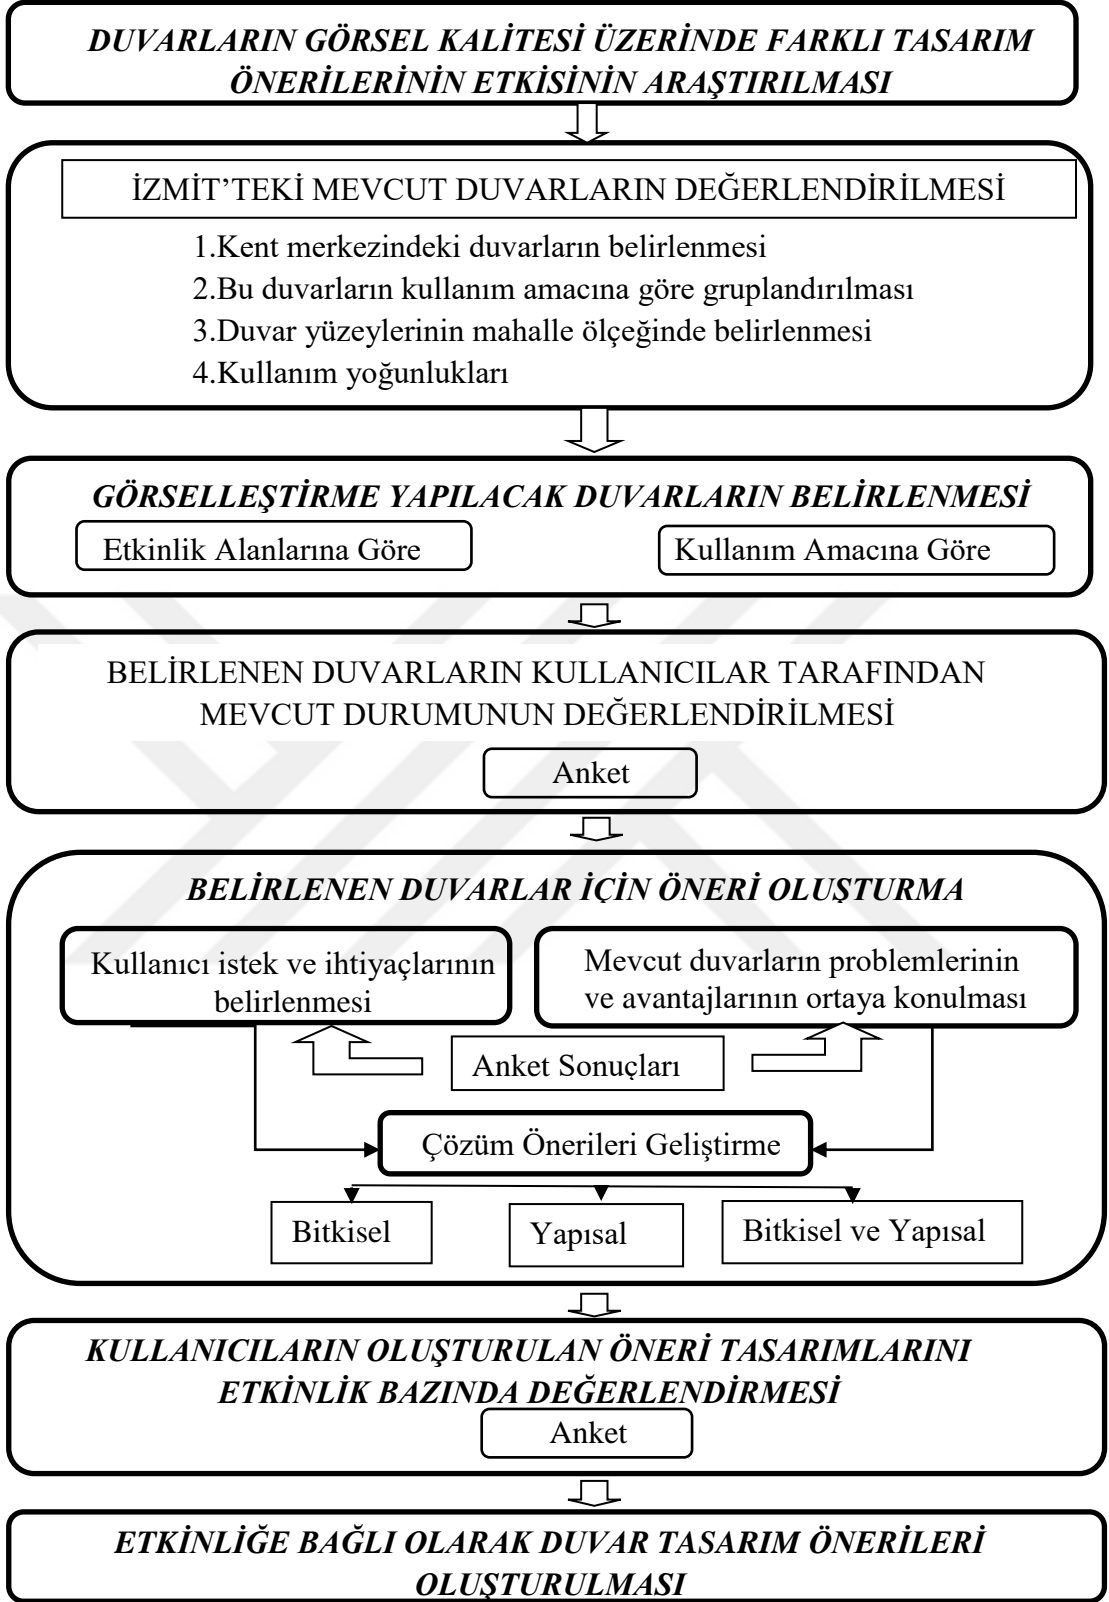 DUVARLARIN GÖRSEL KALİTESİ ÜZERİNDE FARKLI TASARIM
ÖNERİLERİNİN ETKİSİNİN ARAŞTIRILMASI
İZMİT’TEKİ MEVCUT DUVARLARIN DEĞERLENDİRİLMESİ
1.Kent merkezindeki duvarların belirlenmesi
2.Bu duvarların kullanım amacına göre gruplandırılması
3.Duvar yüzeylerinin mahalle ölçeğinde belirlenmesi
4.Kullanım yoğunlukları
GÖRSELLEŞTİRME YAPILACAK DUVARLARIN BELİRLENMESİ
Etkinlik Alanlarına Göre
Kullanım Amacına Göre
BELİRLENEN DUVARLARIN KULLANICILAR TARAFINDAN
MEVCUT DURUMUNUN DEĞERLENDİRİLMESİ
Anket
BELİRLENEN DUVARLAR İÇİN ÖNERİ OLUŞTURMA
Kullanıcı istek ve ihtiyaçlarının
belirlenmesi
Mevcut duvarların problemlerinin
ve avantajlarının ortaya konulması
Anket Sonuçları
Çözüm Önerileri Geliştirme
Bitkisel
Yapısal
Bitkisel ve Yapısal
KULLANICILARIN OLUŞTURULAN ÖNERİ TASARIMLARINI
ETKİNLİK BAZINDA DEĞERLENDİRMESİ
Anket
ETKİNLİĞE BAĞLI OLARAK DUVAR TASARIM ÖNERİLERİ
OLUŞTURULMASI